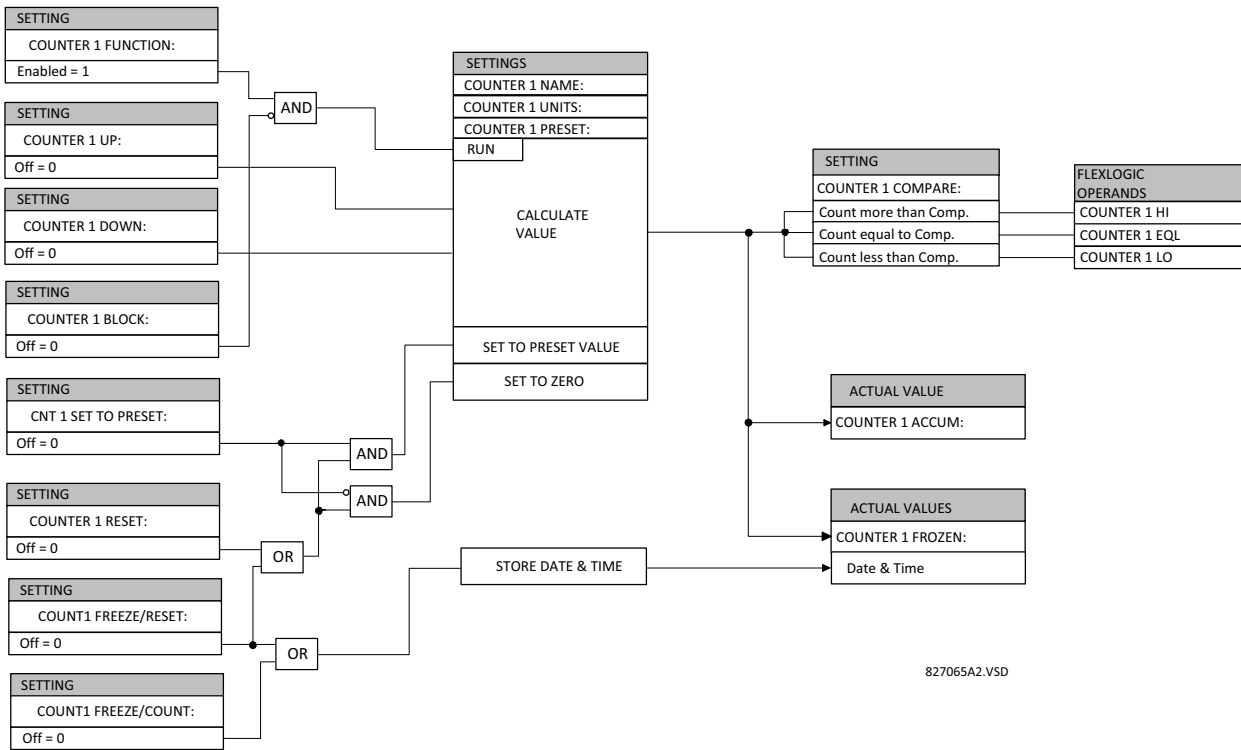 SETTING
COUNTER 1 FUNCTION:
Enabled = 1
SETTING
COUNTER 1 UP:
Off = 0
SETTING
COUNTER 1 DOWN:
Off = 0
SETTING
COUNTER 1 BLOCK:
Off = 0
SETTING
CNT 1 SET TO PRESET:
Off = 0
SETTING
COUNTER 1 RESET:
Off = 0
SETTING
COUNT1 FREEZE/RESET:
Off = 0
SETTING
COUNT1 FREEZE/COUNT:
Off = 0
AND
AND
AND
OR
OR
SETTINGS
COUNTER 1 NAME:
COUNTER 1 UNITS:
COUNTER 1 PRESET:
RUN
CALCULATE
VALUE
SET TO PRESET VALUE
SET TO ZERO
STORE DATE & TIME
SETTING
COUNTER 1 COMPARE:
Count more than Comp.
Count equal to Comp.
Count less than Comp.
FLEXLOGIC
OPERANDS
COUNTER 1 HI
COUNTER 1 EQL
COUNTER 1 LO
ACTUAL VALUE
COUNTER 1 ACCUM:
ACTUAL VALUES
COUNTER 1 FROZEN:
Date & Time
827065A2.VSD